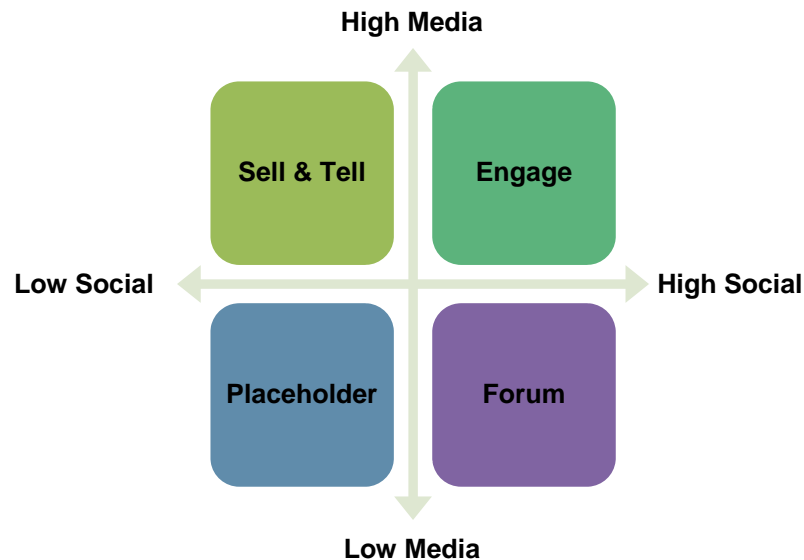 High Media
Sell & Tell
Engage
Low Social
High Social
Placeholder
Forum
Low Media